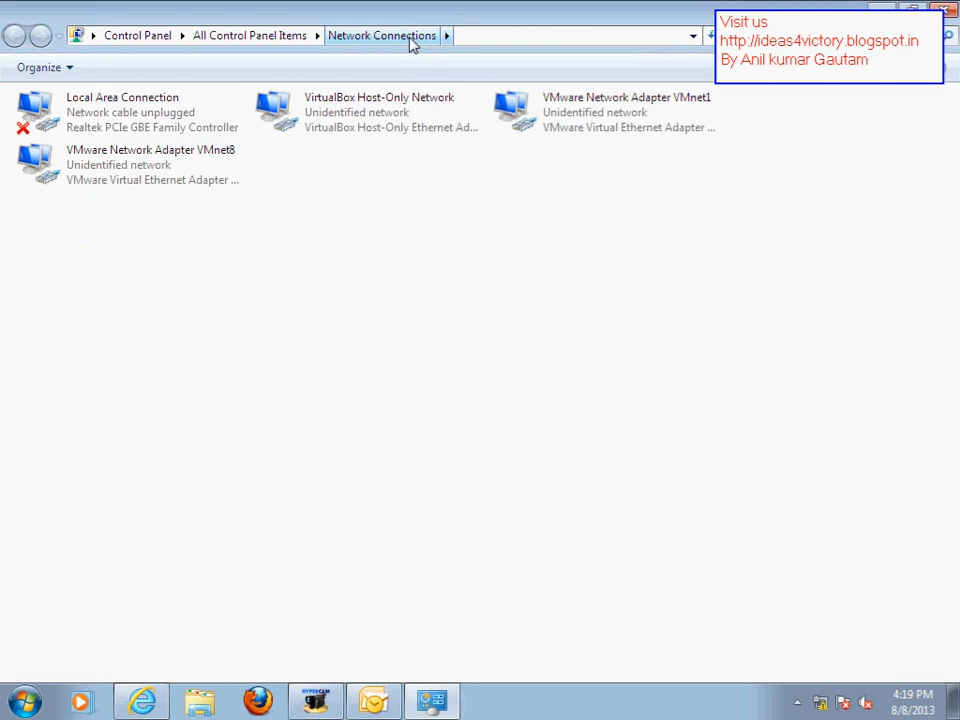 Visit us
http://ideas4victory.blogspot.in
By Anil kumar Gautam
Control Panel All Control Panel Items Network Connections
Organize
Local Area Connection
Network cable unplugged
Realtek PCIe GBE Family Controller
VirtualBox Host-Only Network
Unidentified network
VirtualBox Host-Only Ethernet Ad...
VMware Network Adapter VMnet1
Unidentified network
VMware Virtual Ethernet Adapter ...
VMware Network Adapter VMnet8
Unidentified network
VMware Virtual Ethernet Adapter ...
HYPERCAM
4:19 PM
8/8/2013